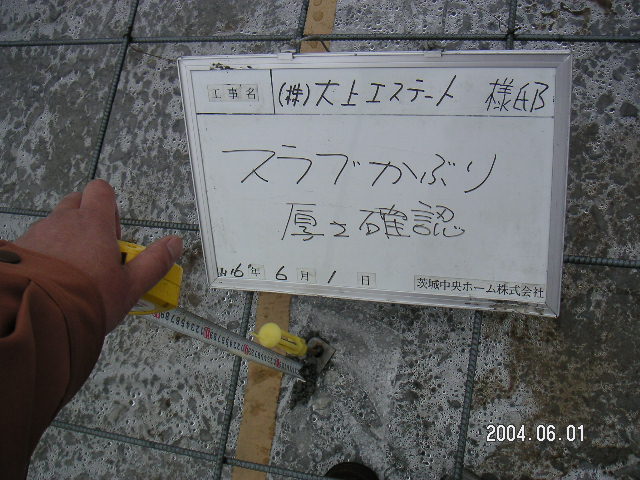 工事名 (株)大上エステート 様邸
スラブかぶり
厚さ確認
H16年 6月 1日 茨城中央ホーム株式会社
2004.06.01